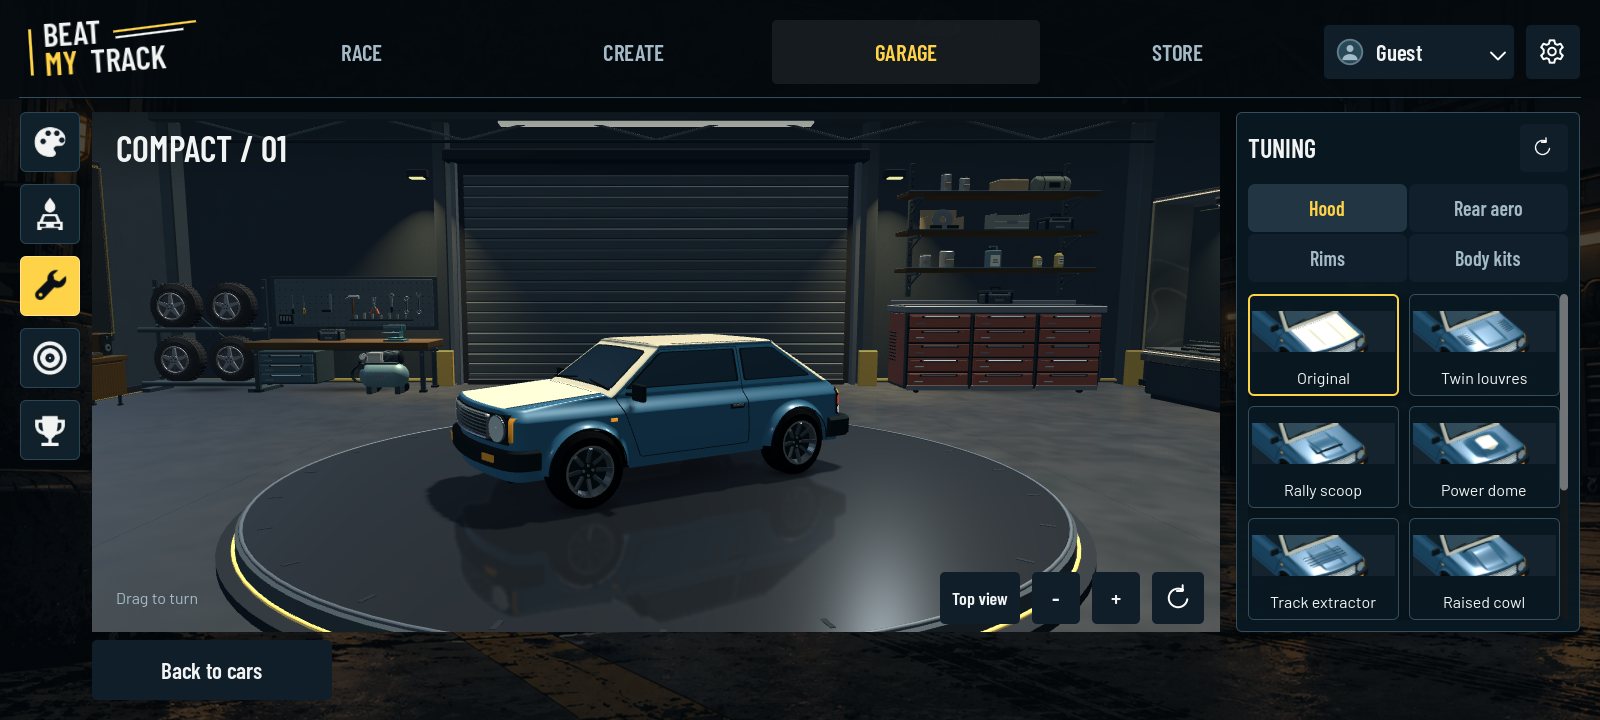 BEAT
MY TRACK
RACE
CREATE
GARAGE
STORE
Guest
COMPACT / 01
TUNING
Hood
Rear aero
Rims
Body kits
Original
Twin louvres
Rally scoop
Power dome
Track extractor
Raised cowl
Drag to turn
Top view
-
+
Back to cars